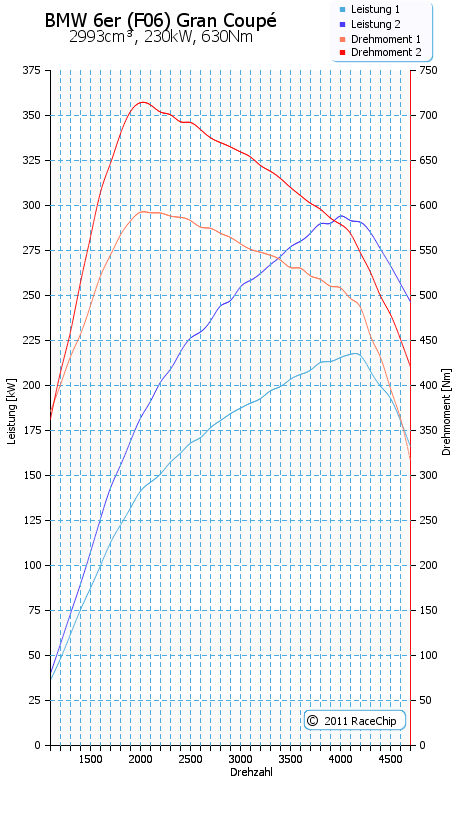 BMW 6er (F06) Gran Coupé
2993cm³, 230kW, 630Nm
Leistung 1
Leistung 2
Drehmoment 1
Drehmoment 2
375
350
325
300
275
250
225
200
175
150
125
100
75
50
25
0
Leistung [kW]
750
700
650
600
550
500
450
400
350
300
250
200
150
100
50
0
Drehmoment [Nm]
© 2011 RaceChip
1500 2000 2500 3000 3500 4000 4500
Drehzahl